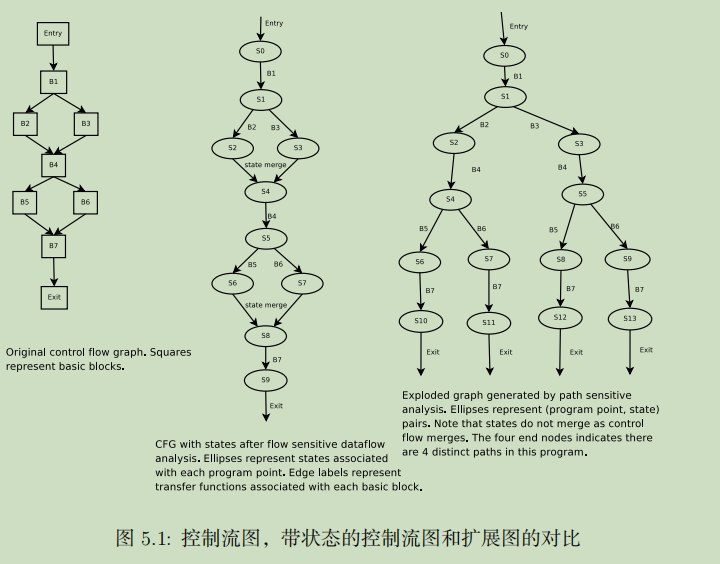 Entry
B1
B2
B3
B4
B5
B6
B7
Exit
Original control flow graph. Squares
represent basic blocks.
Entry
S0
B1
S1
B2
B3
S2
S3
state merge
S4
B4
S5
B5
B6
S6
S7
state merge
S8
B7
S9
Exit
CFG with states after flow sensitive dataflow
analysis. Ellipses represent states associated
with each program point. Edge labels represent
transfer functions associated with each basic block.
Entry
S0
B1
S1
B2
B3
S2
S3
B4
B4
S4
S5
B5
B6
B5
B6
S6
S7
S8
S9
B7
B7
B7
B7
S10
S11
S12
S13
Exit
Exit
Exit
Exit
Exploded graph generated by path sensitive
analysis. Ellipses represent (program point, state)
pairs. Note that states do not merge as control
flow merges. The four end nodes indicates there
are 4 distinct paths in this program.
图 5.1: 控制流图，带状态的控制流图和扩展图的对比